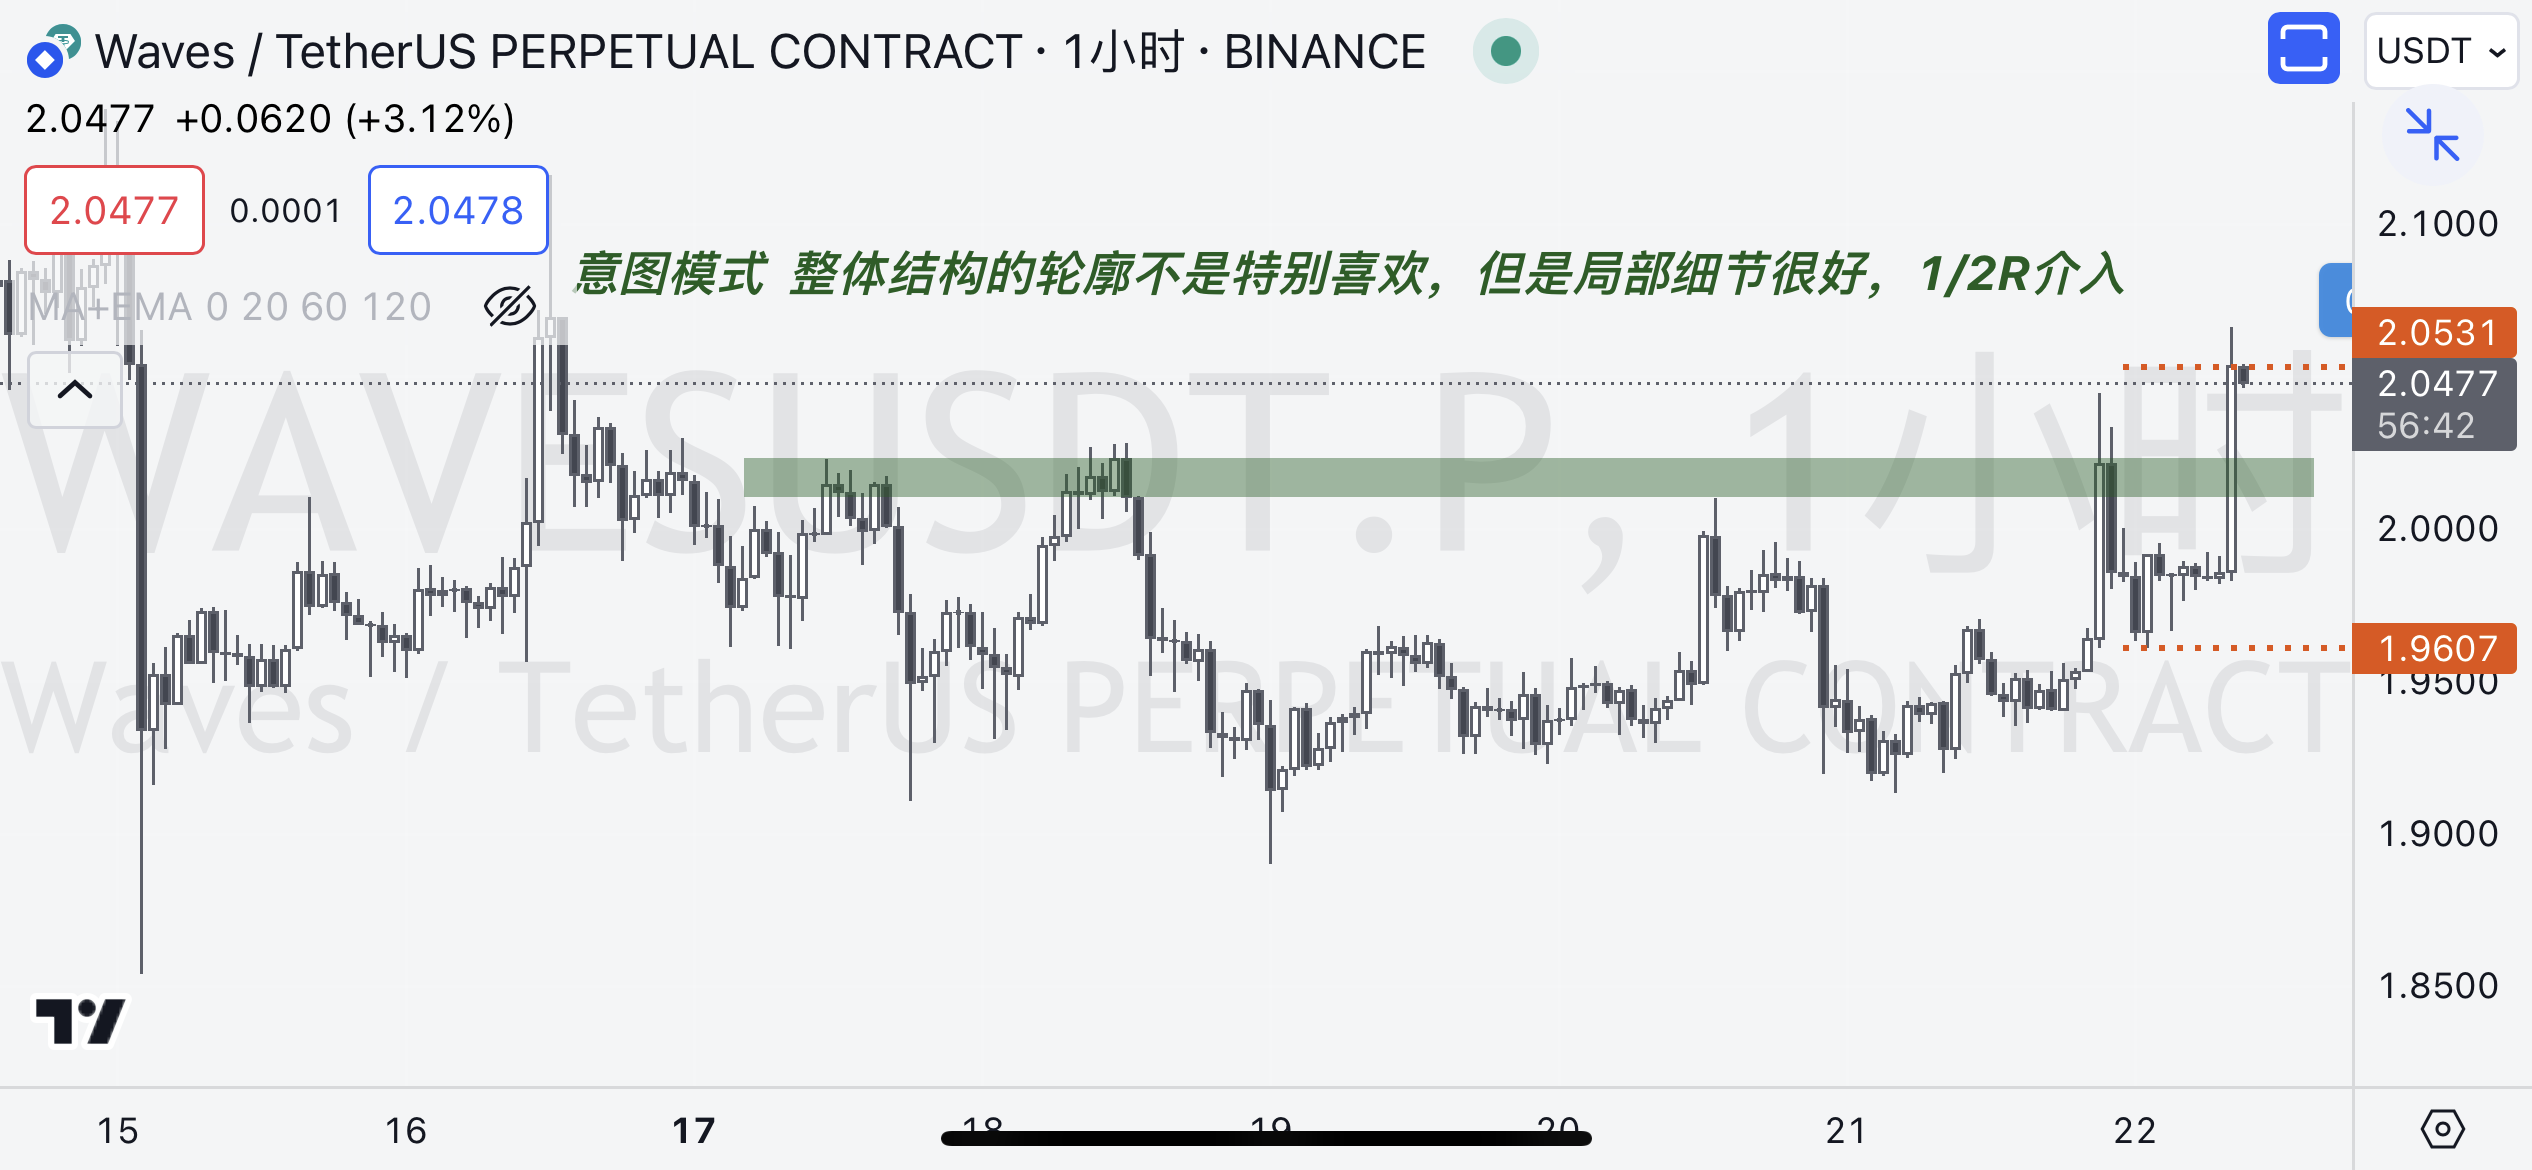 Waves / TetherUS PERPETUAL CONTRACT · 1小时 · BINANCE
USDT
2.0477 +0.0620 (+3.12%)
2.0477 0.0001 2.0478
2.1000
意图模式 整体结构的轮廓不是特别喜欢，但是局部细节很好，1/2R介入
MA+EMA 0 20 60 120
2.0531
2.0477
56:42
WAVESUSDT.P, 1小时
2.0000
1.9607
1.9500
Waves / TetherUS PERPETUAL CONTRACT
1.9000
1.8500
15 16 17 18 19 20 21 22